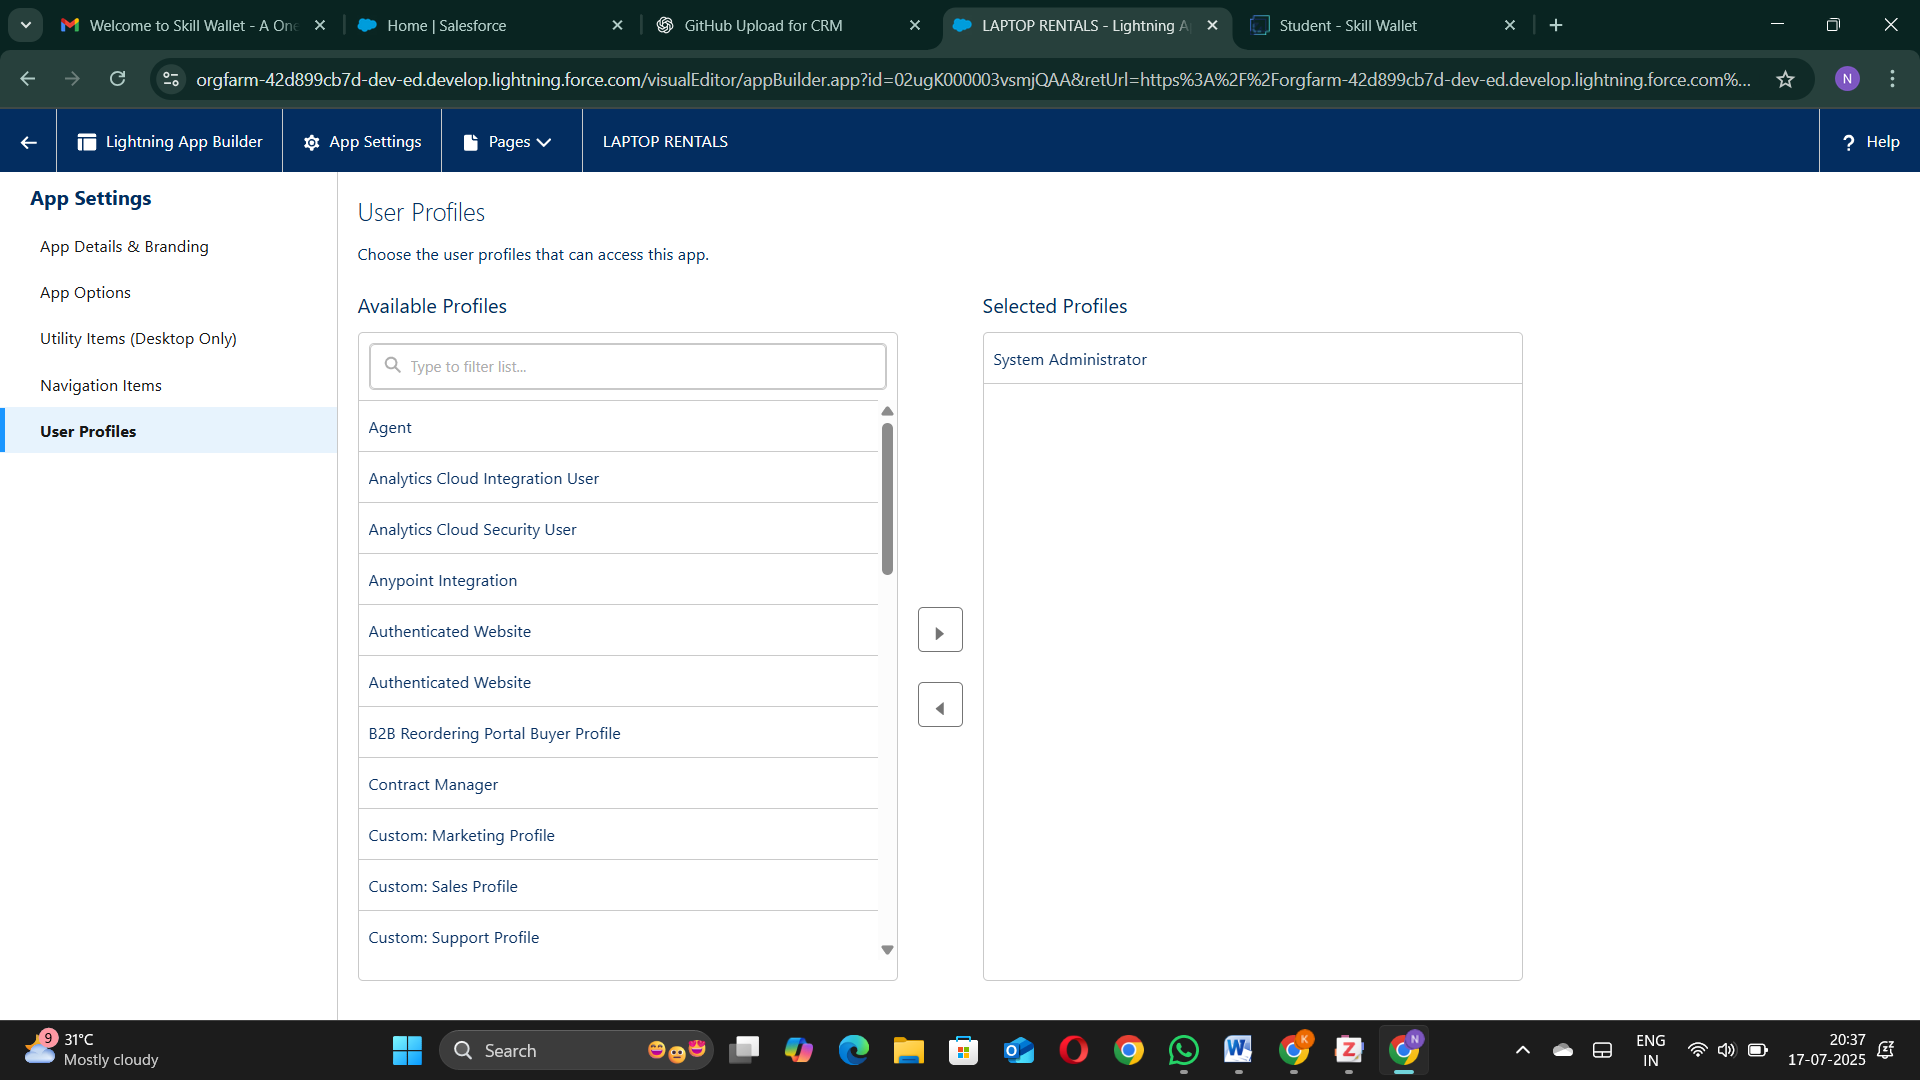 Welcome to Skill Wallet - A One
Home | Salesforce
GitHub Upload for CRM
LAPTOP RENTALS - Lightning A
Student - Skill Wallet
orgfarm-42d899cb7d-dev-ed.develop.lightning.force.com/visualEditor/appBuilder.app?id=02ugK000003vsmjQAA&retUrl=https%3A%2F%2Forgfarm-42d899cb7d-dev-ed.develop.lightning.force.com%...
N
Lightning App Builder
App Settings
Pages
LAPTOP RENTALS
? Help
App Settings
App Details & Branding
App Options
Utility Items (Desktop Only)
Navigation Items
User Profiles
User Profiles
Choose the user profiles that can access this app.
Available Profiles
Type to filter list...
Agent
Analytics Cloud Integration User
Analytics Cloud Security User
Anypoint Integration
Authenticated Website
Authenticated Website
B2B Reordering Portal Buyer Profile
Contract Manager
Custom: Marketing Profile
Custom: Sales Profile
Custom: Support Profile
Selected Profiles
System Administrator
9
31°C
Mostly cloudy
Search
K
N
ENG
IN
20:37
17-07-2025